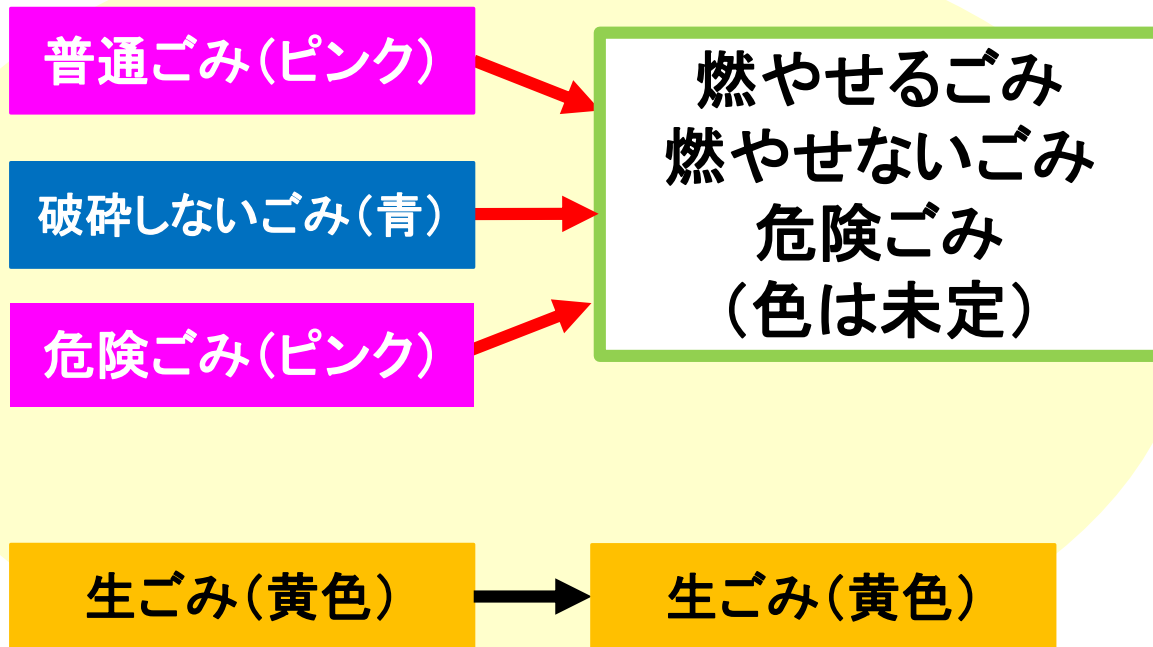 普通ごみ（ピンク）
燃やせるごみ
燃やせないごみ
危険ごみ
（色は未定）
破砕しないごみ（青）
危険ごみ（ピンク）
生ごみ（黄色）
生ごみ（黄色）